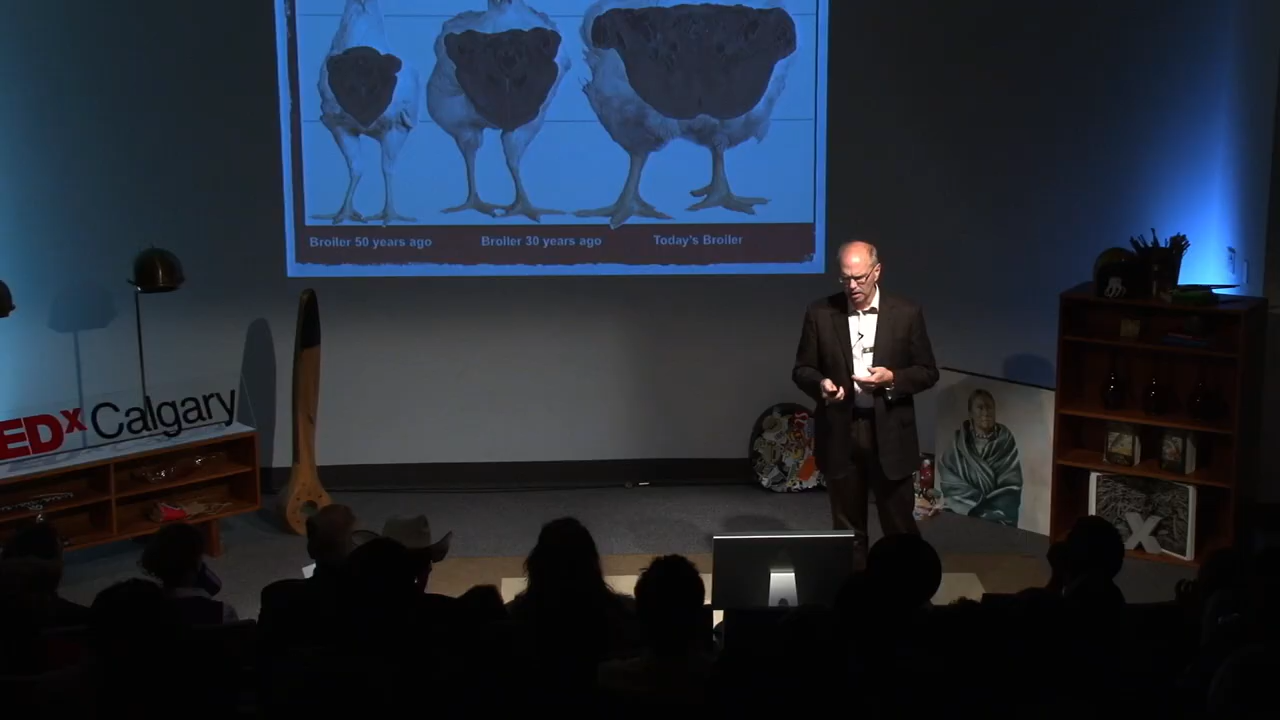 Broiler 50 years ago
Broiler 30 years ago
Today's Broiler
EDx Calgary
x